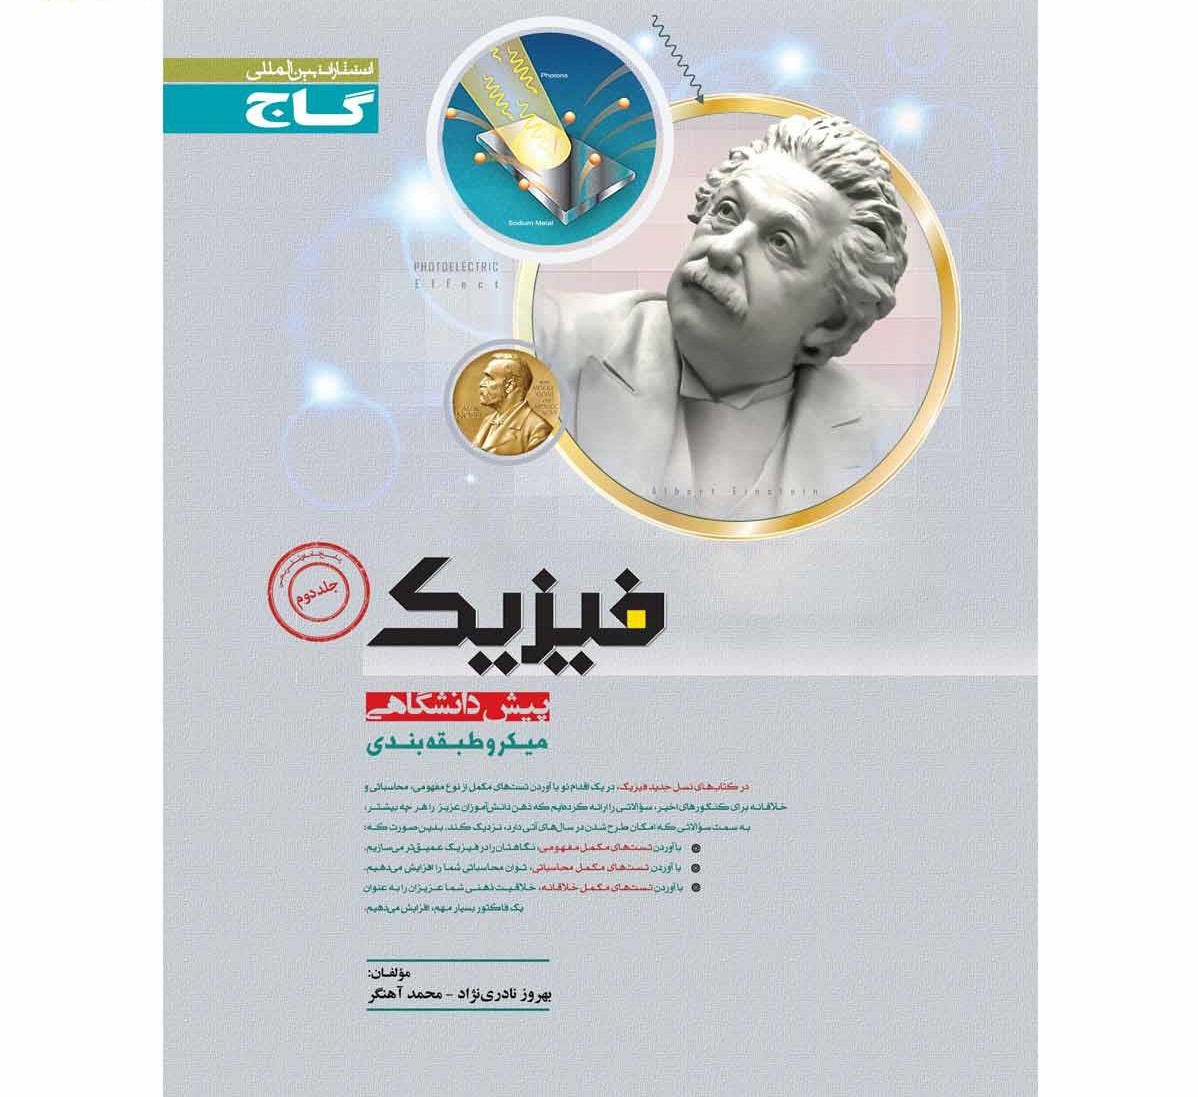 انتشارات بین‌المللی
گـاج
Photons
Sodium Metal
PHOTOELECTRIC
Effect
Albert Einstein
جلد دوم
فیزیک
پیش دانشگاهی
میکرو طبقه‌بندی
در کتاب‌های نسل جدید فیزیک، در یک اقدام نو با آوردن تست‌های مکمل از نوع مفهومی، محاسباتی و
خلاقانه برای کنکورهای اخیر، سؤالاتی را ارائه کرده‌ایم که ذهن دانش‌آموزان عزیز را هر چه بیشتر،
به سمت سؤالاتی که امکان طرح شدن در سال‌های آتی دارد، نزدیک کند. بدین صورت که:
با آوردن تست‌های مکمل مفهومی، نگاهتان را در فیزیک عمیق‌تر می‌سازیم.
با آوردن تست‌های مکمل محاسباتی، توان محاسباتی شما را افزایش می‌دهیم.
با آوردن تست‌های مکمل خلاقانه، خلاقیت ذهنی شما عزیزان را به عنوان
یک فاکتور بسیار مهم، افزایش می‌دهیم.
مؤلفان:
بهروز نادری‌نژاد - محمد آهنگر